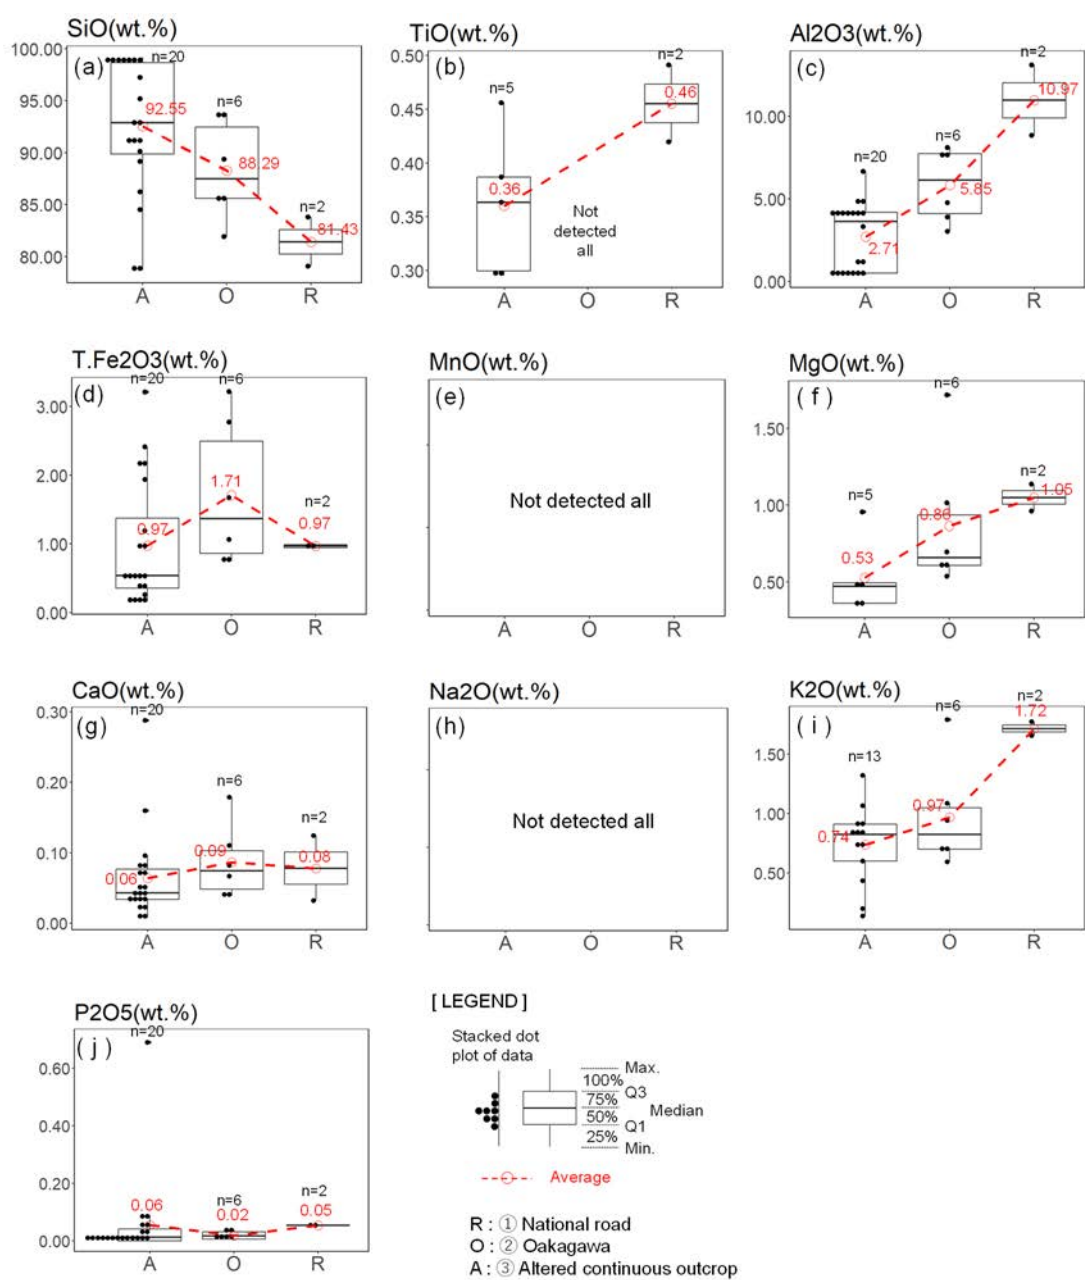 SiO(wt.%)
(a)
n=20
n=6
n=2
92.55
88.29
81.43
100.00
95.00
90.00
85.00
80.00
A O R
TiO(wt.%)
(b)
n=5
n=2
0.36
0.46
Not
detected
all
0.50
0.45
0.40
0.35
0.30
A O R
Al2O3(wt.%)
(c)
n=20
n=6
n=2
2.71
5.85
10.97
10.00
5.00
0.00
A O R
T.Fe2O3(wt.%)
(d)
n=20
n=6
n=2
0.97
1.71
0.97
3.00
2.00
1.00
0.00
A O R
MnO(wt.%)
(e)
Not detected all
A O R
MgO(wt.%)
(f)
n=5
n=6
n=2
0.53
0.86
1.05
1.50
1.00
0.50
A O R
CaO(wt.%)
(g)
n=20
n=6
n=2
0.06
0.09
0.08
0.30
0.20
0.10
0.00
A O R
Na2O(wt.%)
(h)
Not detected all
A O R
K2O(wt.%)
(i)
n=13
n=6
n=2
0.74
0.97
1.72
1.50
1.00
0.50
A O R
P2O5(wt.%)
(j)
n=20
n=6
n=2
0.06
0.02
0.05
0.60
0.40
0.20
0.00
A O R
[ LEGEND ]
Stacked dot
plot of data
Max.
100%
Q3
75%
Median
50%
Q1
25%
Min.
Average
R : ① National road
O : ② Oakagawa
A : ③ Altered continuous outcrop